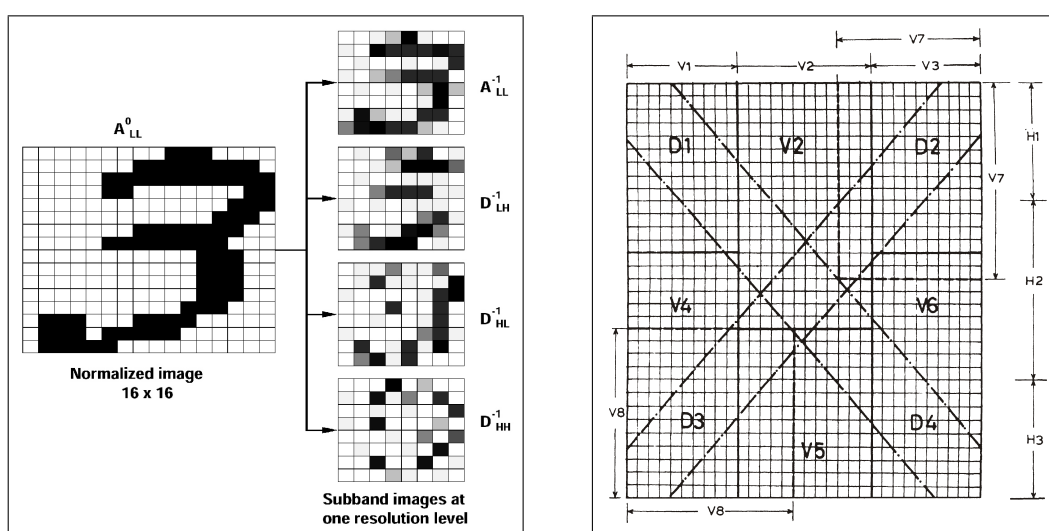 A⁰LL
Normalized image
16 x 16
A⁻¹LL
D⁻¹LH
D⁻¹HL
D⁻¹HH
Subband images at
one resolution level
V7
V1 V2 V3
D1 V2 D2
H1
V7
H2
V4 V6
V8
D3 D4
V5
H3
V8